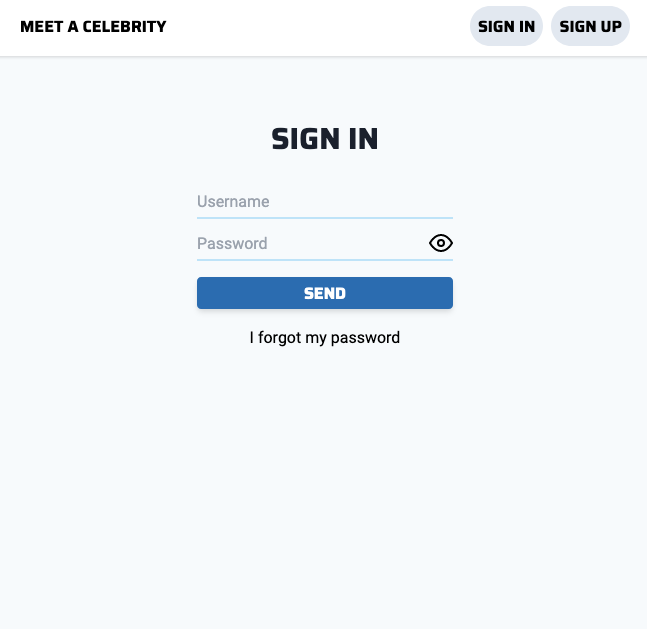 MEET A CELEBRITY SIGN IN SIGN UP
SIGN IN
Username
Password
SEND
I forgot my password